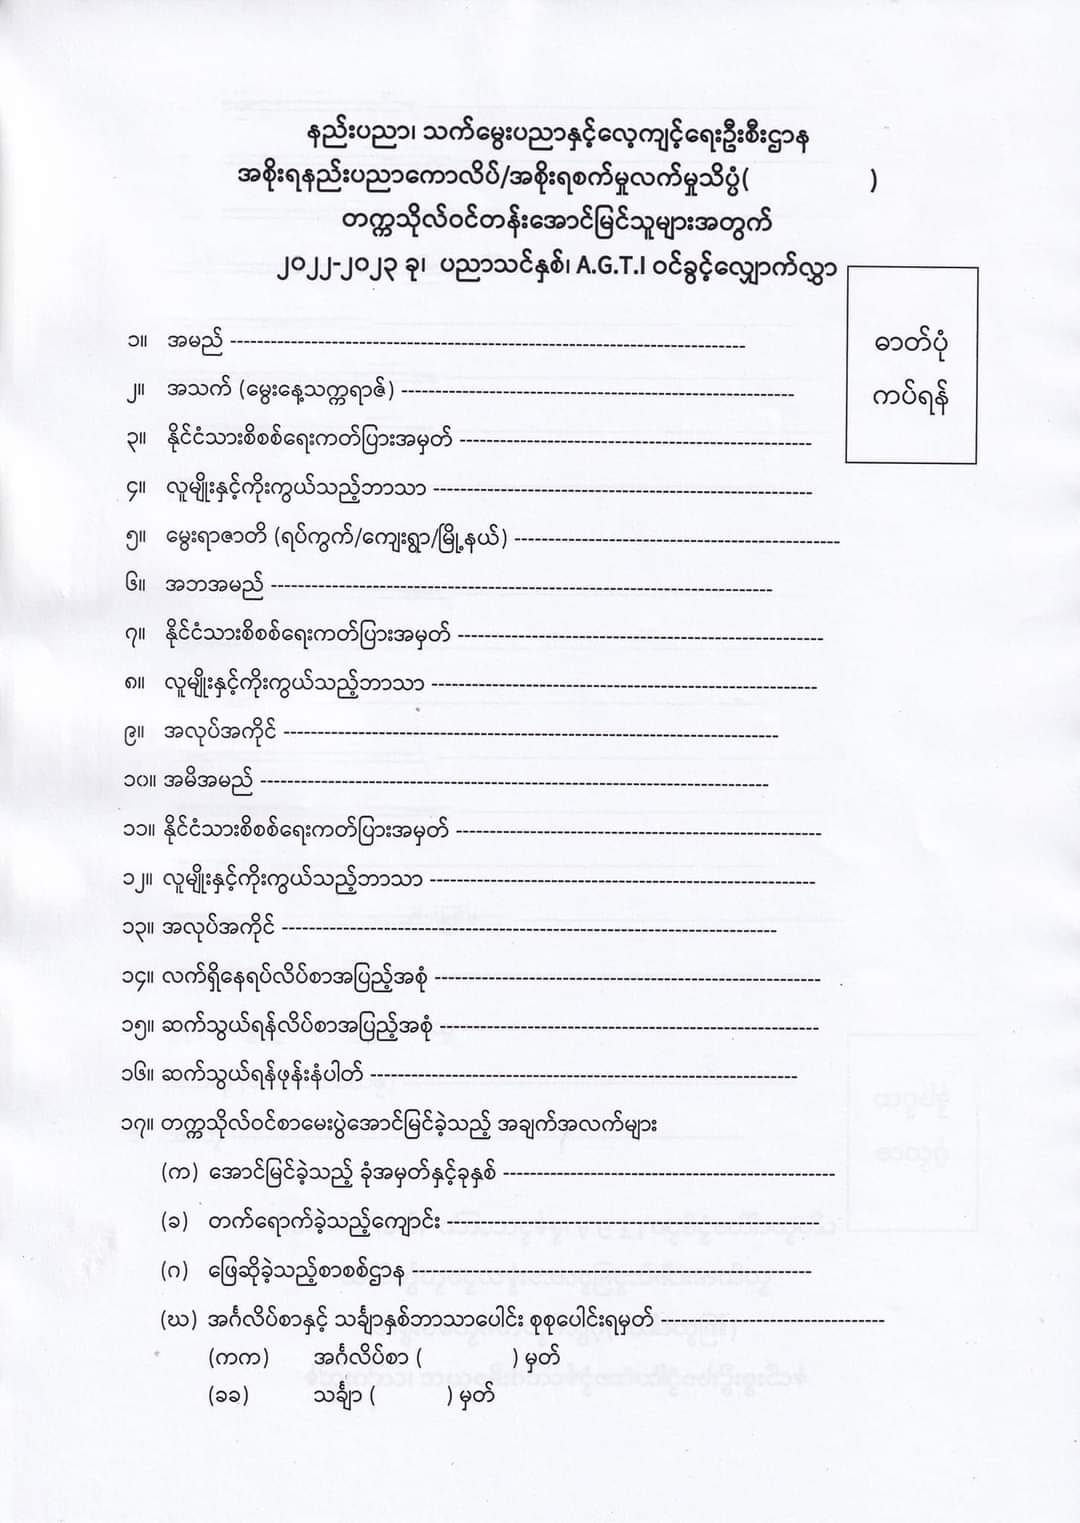 နည်းပညာ၊ သက်မွေးပညာနှင့်လေ့ကျင့်ရေးဦးစီးဌာန
အစိုးရနည်းပညာကောလိပ်/အစိုးရစက်မှုလက်မှုသိပ္ပံ( )
တက္ကသိုလ်ဝင်တန်းအောင်မြင်သူများအတွက်
၂၀၂၂-၂၀၂၃ ခု၊ ပညာသင်နှစ်၊ A.G.T.I ဝင်ခွင့်လျှောက်လွှာ
ဓာတ်ပုံ
ကပ်ရန်
၁။ အမည် ----------
၂။ အသက် (မွေးနေ့သက္ကရာဇ်) ----------
၃။ နိုင်ငံသားစိစစ်ရေးကတ်ပြားအမှတ် ----------
၄။ လူမျိုးနှင့်ကိုးကွယ်သည့်ဘာသာ ----------
၅။ မွေးရာဇာတိ (ရပ်ကွက်/ကျေးရွာ/မြို့နယ်) ----------
၆။ အဘအမည် ----------
၇။ နိုင်ငံသားစိစစ်ရေးကတ်ပြားအမှတ် ----------
၈။ လူမျိုးနှင့်ကိုးကွယ်သည့်ဘာသာ ----------
၉။ အလုပ်အကိုင် ----------
၁၀။ အမိအမည် ----------
၁၁။ နိုင်ငံသားစိစစ်ရေးကတ်ပြားအမှတ် ----------
၁၂။ လူမျိုးနှင့်ကိုးကွယ်သည့်ဘာသာ ----------
၁၃။ အလုပ်အကိုင် ----------
၁၄။ လက်ရှိနေရပ်လိပ်စာအပြည့်အစုံ ----------
၁၅။ ဆက်သွယ်ရန်လိပ်စာအပြည့်အစုံ ----------
၁၆။ ဆက်သွယ်ရန်ဖုန်းနံပါတ် ----------
၁၇။ တက္ကသိုလ်ဝင်စာမေးပွဲအောင်မြင်ခဲ့သည့် အချက်အလက်များ
(က) အောင်မြင်ခဲ့သည့် ခုံအမှတ်နှင့်ခုနှစ် ----------
(ခ) တက်ရောက်ခဲ့သည့်ကျောင်း ----------
(ဂ) ဖြေဆိုခဲ့သည့်စာစစ်ဌာန ----------
(ဃ) အင်္ဂလိပ်စာနှင့် သင်္ချာနှစ်ဘာသာပေါင်း စုစုပေါင်းရမှတ် ----------
(ကက) အင်္ဂလိပ်စာ ( ) မှတ်
(ခခ) သင်္ချာ ( ) မှတ်